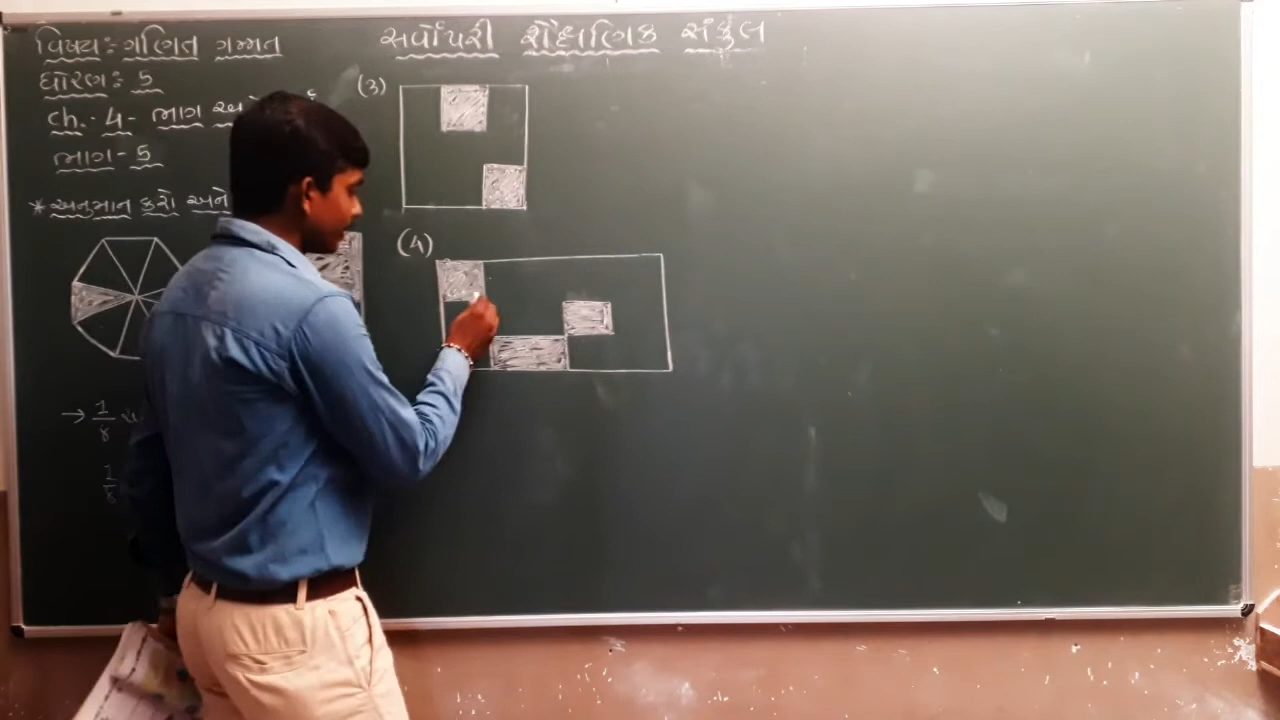 વિષય:- ગણિત ગમ્મત
સર્વોપરી શૈક્ષણિક સંકુલ
ધોરણ:- 5
ch.- 4- ભાગ
ભાગ- 5
* અનુમાન કરો અને
(3)
(4)
→ 1/8
1/8